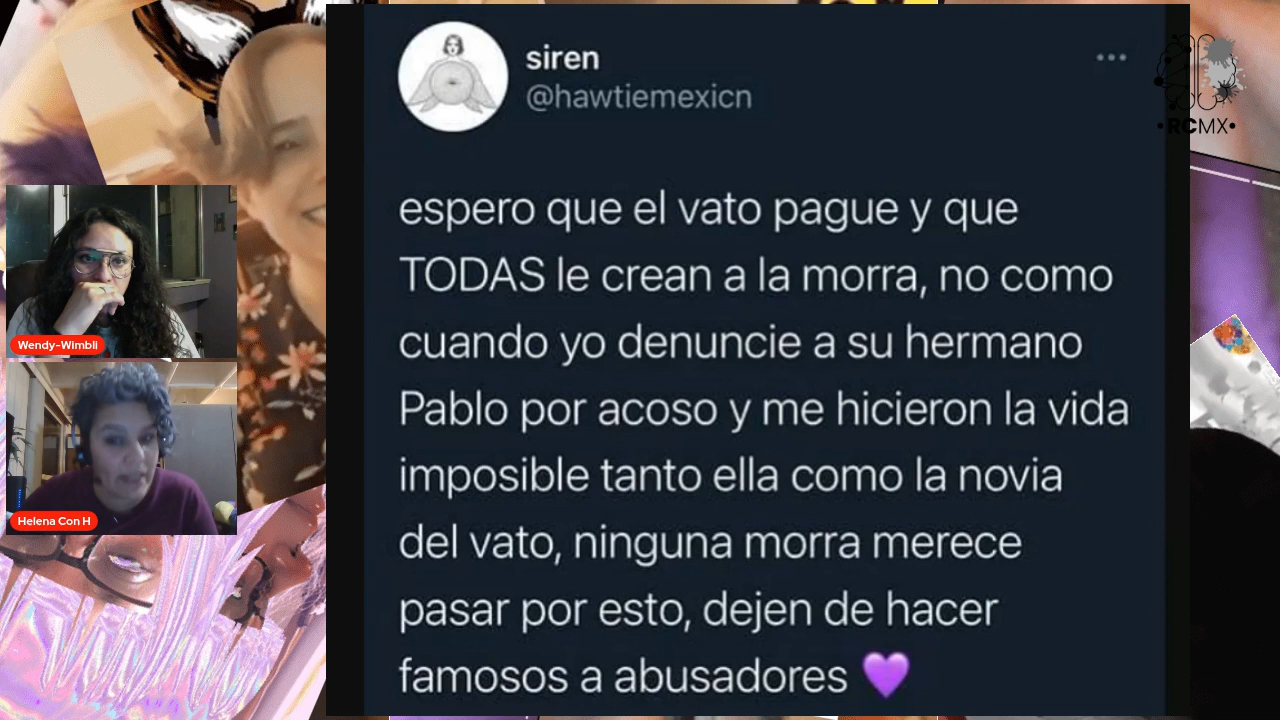 siren
@hawtiemexicn
espero que el vato pague y que
TODAS le crean a la morra, no como
cuando yo denuncie a su hermano
Pablo por acoso y me hicieron la vida
imposible tanto ella como la novia
del vato, ninguna morra merece
pasar por esto, dejen de hacer
famosos a abusadores 💜
•RCMX•
Wendy-Wimbli
Helena Con H